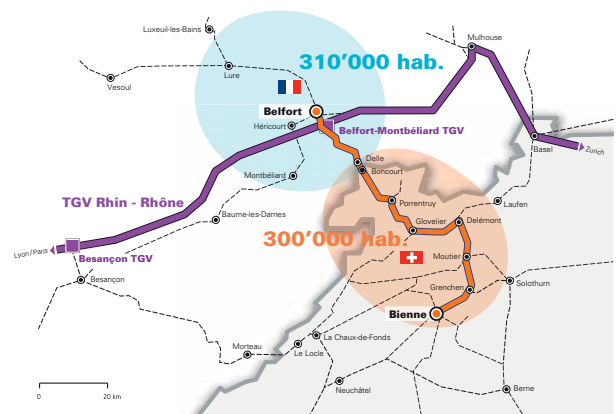 Luxeuil-les-Bains
Mulhouse
310'000 hab.
Lure
Vesoul
Belfort
Héricourt
Belfort-Montbéliard TGV
Basel
Zurich
Delle
Boncourt
Montbéliard
TGV Rhin - Rhône
Porrentruy
Laufen
Baume-les-Dames
Glovelier
Delémont
300'000 hab.
Lyon/Paris
Besançon TGV
Moutier
Besançon
Solothurn
Grenchen
Bienne
La Chaux-de-Fonds
Le Locle
Morteau
Neuchâtel
Berne
0
20 km